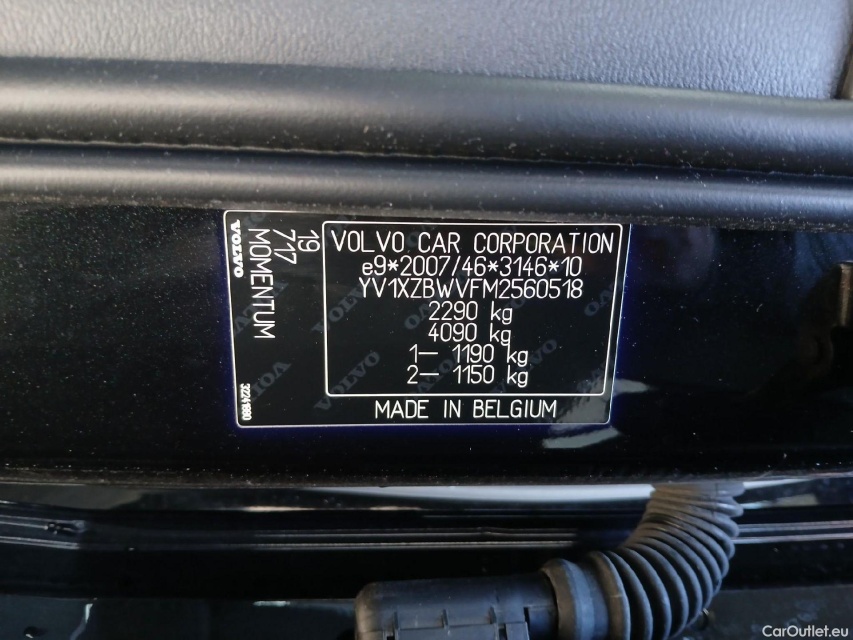 VOLVO CAR CORPORATION
e9*2007/46*3146*10
YV1XZBWVFM2560518
2290 kg
4090 kg
1– 1190 kg
2– 1150 kg
MADE IN BELGIUM
19
717
MOMENTUM
VOLVO
CarOutlet.eu